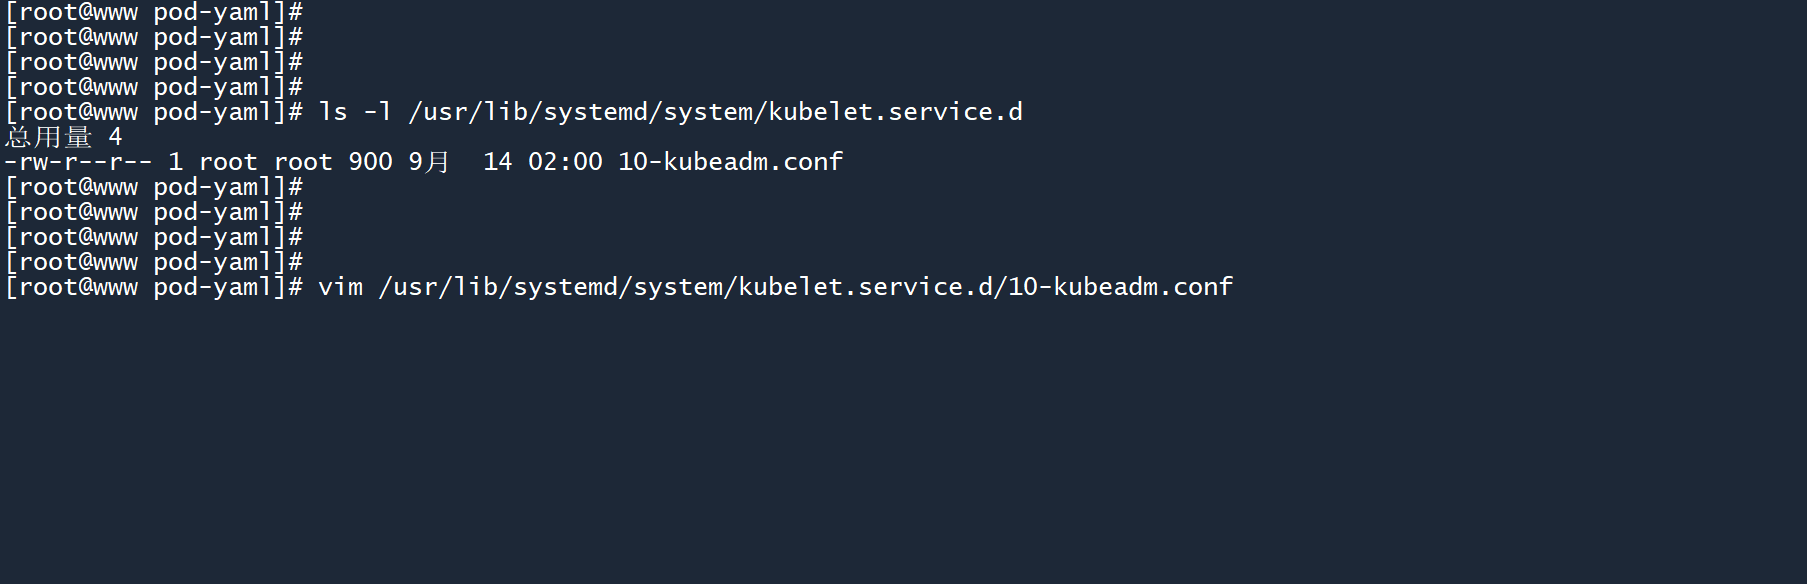 [root@www pod-yaml]#
[root@www pod-yaml]#
[root@www pod-yaml]#
[root@www pod-yaml]#
[root@www pod-yaml]# ls -l /usr/lib/systemd/system/kubelet.service.d
总用量 4
-rw-r--r-- 1 root root 900 9月  14 02:00 10-kubeadm.conf
[root@www pod-yaml]#
[root@www pod-yaml]#
[root@www pod-yaml]#
[root@www pod-yaml]#
[root@www pod-yaml]# vim /usr/lib/systemd/system/kubelet.service.d/10-kubeadm.conf